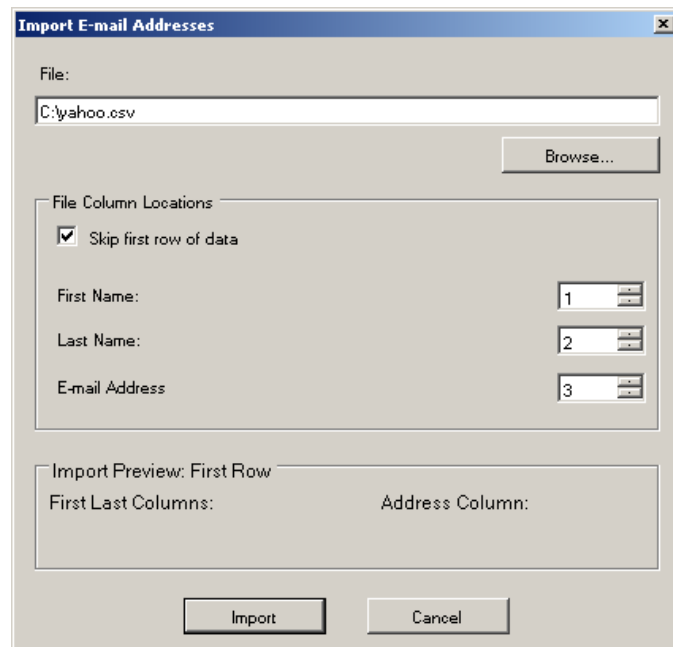 Import E-mail Addresses
File:
C:\yahoo.csv
Browse...
File Column Locations
Skip first row of data
First Name:
1
Last Name:
2
E-mail Address
3
Import Preview: First Row
First Last Columns:
Address Column:
Import
Cancel